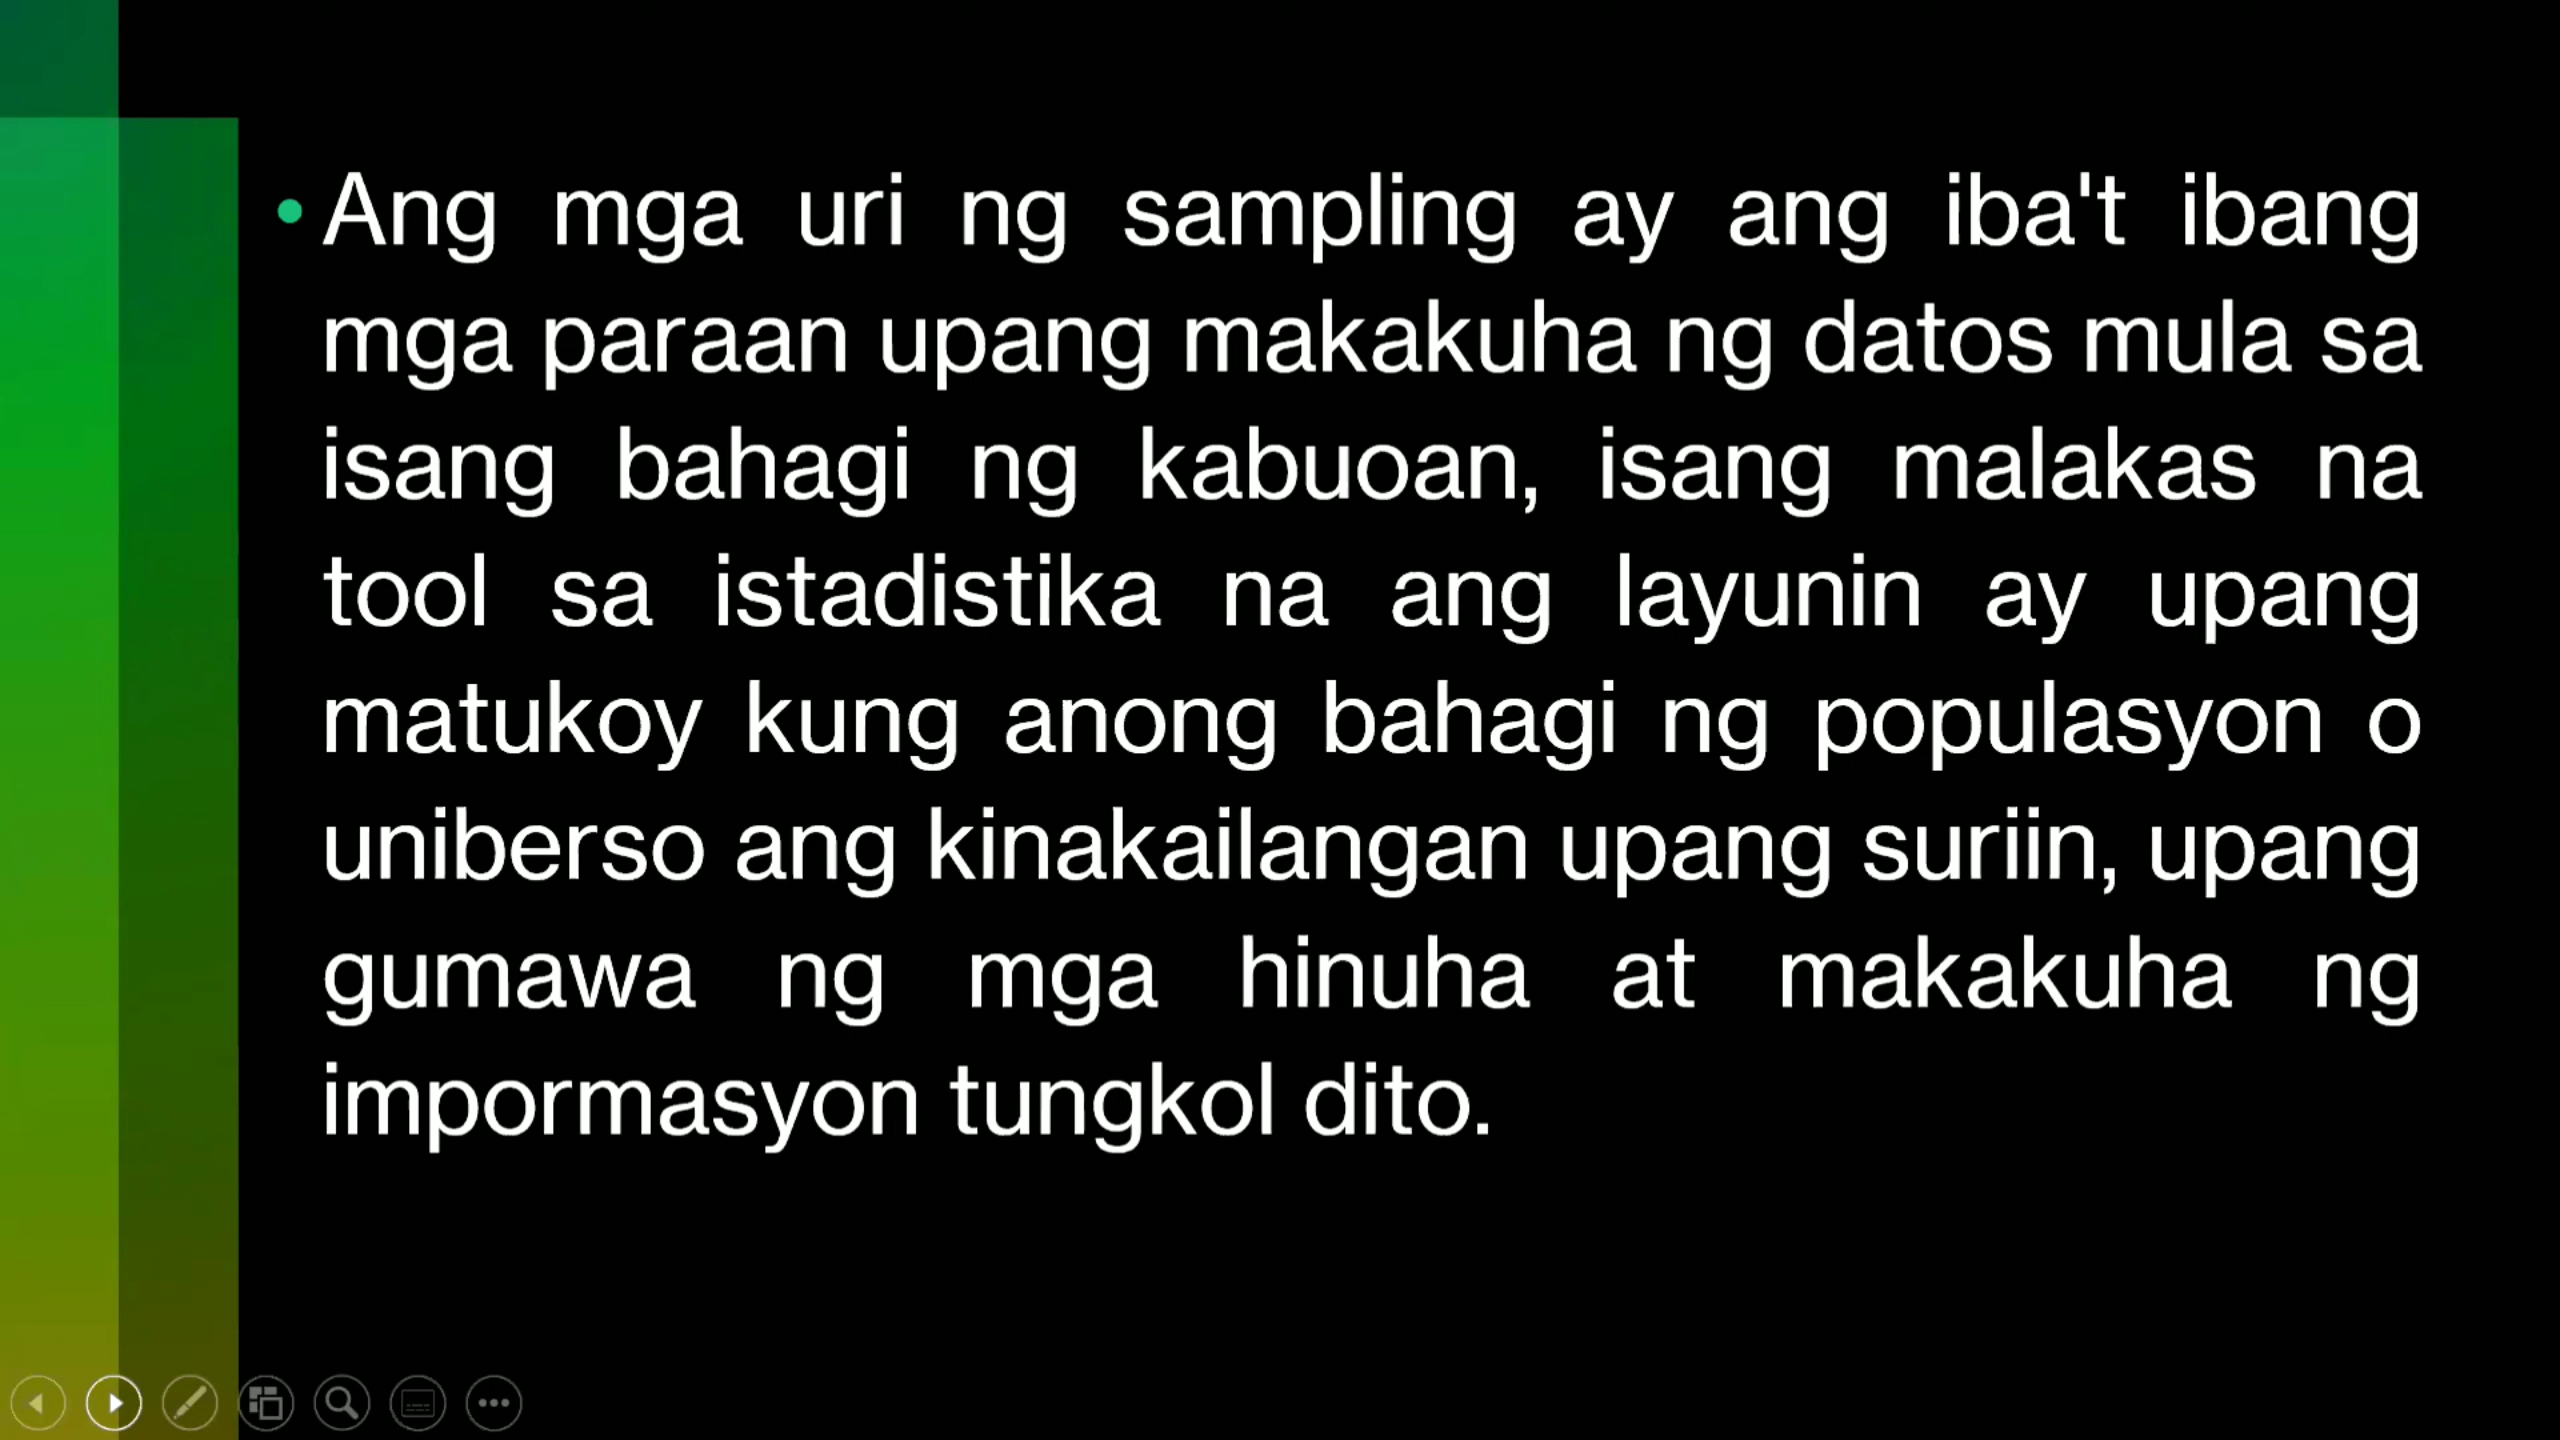 Ang mga uri ng sampling ay ang iba't ibang
mga paraan upang makakuha ng datos mula sa
isang bahagi ng kabuoan, isang malakas na
tool sa istadistika na ang layunin ay upang
matukoy kung anong bahagi ng populasyon o
uniberso ang kinakailangan upang suriin, upang
gumawa ng mga hinuha at makakuha ng
impormasyon tungkol dito.